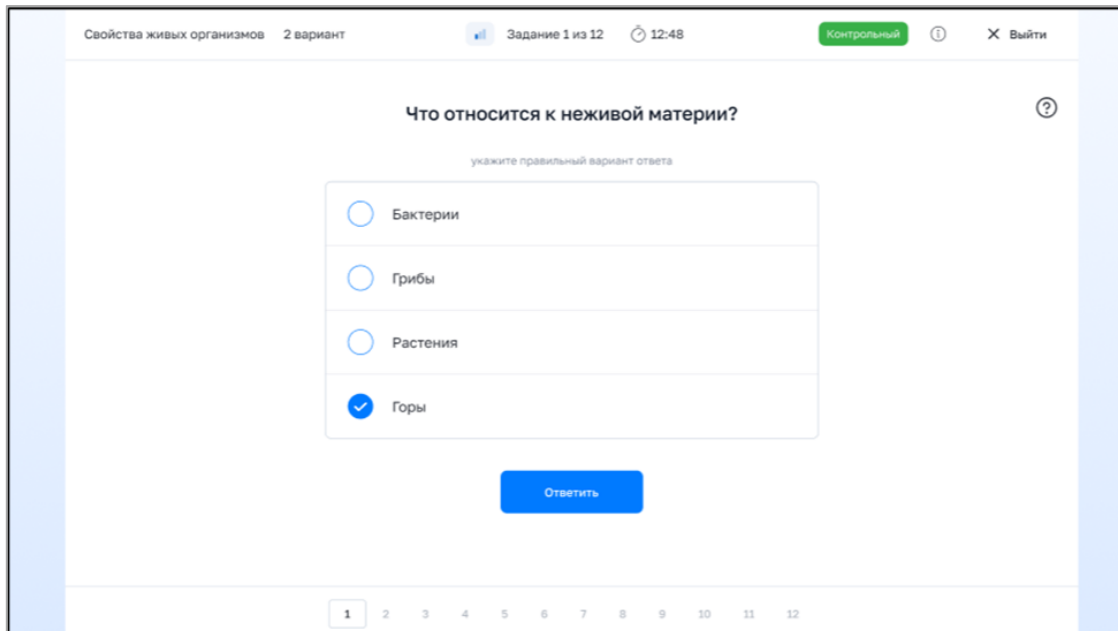 Свойства живых организмов 2 вариант Задание 1 из 12 12:48 Контрольный Выйти
Что относится к неживой материи?
укажите правильный вариант ответа
Бактерии
Грибы
Растения
Горы
Ответить
1 2 3 4 5 6 7 8 9 10 11 12